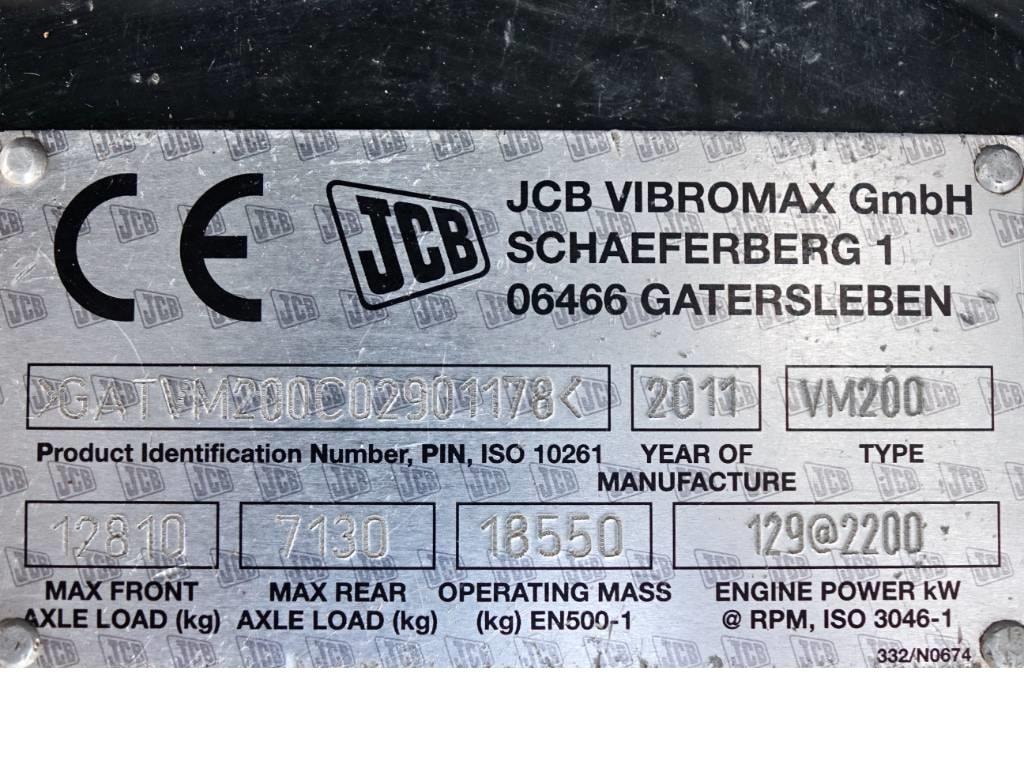 CE JCB JCB VIBROMAX GmbH
SCHAEFERBERG 1
06466 GATERSLEBEN
>GATVM200C02901178< 2011 VM200
Product Identification Number, PIN, ISO 10261 YEAR OF MANUFACTURE TYPE
12810 7130 18550 129@2200
MAX FRONT AXLE LOAD (kg) MAX REAR AXLE LOAD (kg) OPERATING MASS (kg) EN500-1 ENGINE POWER kW @ RPM, ISO 3046-1
332/N0674